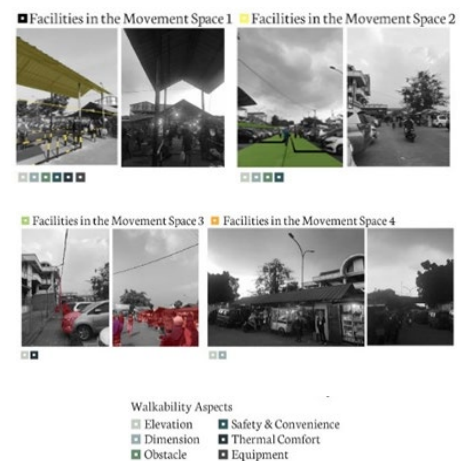 Facilities in the Movement Space 1
Facilities in the Movement Space 2
Facilities in the Movement Space 3
Facilities in the Movement Space 4
Walkability Aspects
Elevation
Safety & Convenience
Dimension
Thermal Comfort
Obstacle
Equipment